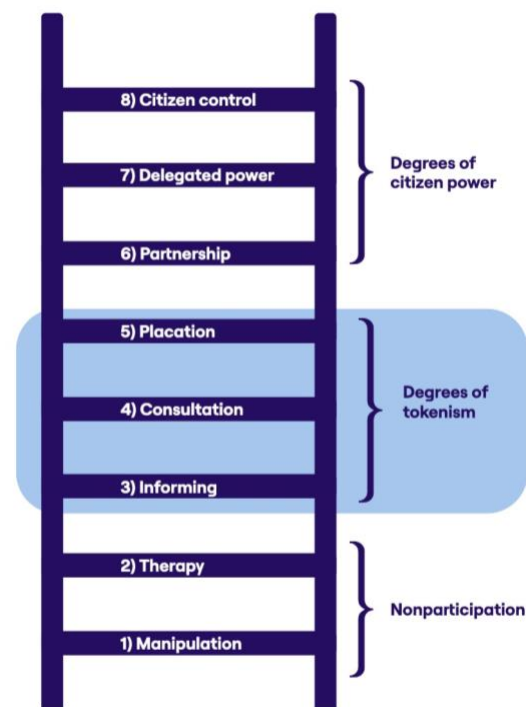 8) Citizen control
7) Delegated power
Degrees of
citizen power
6) Partnership
5) Placation
4) Consultation
Degrees of
tokenism
3) Informing
2) Therapy
Nonparticipation
1) Manipulation